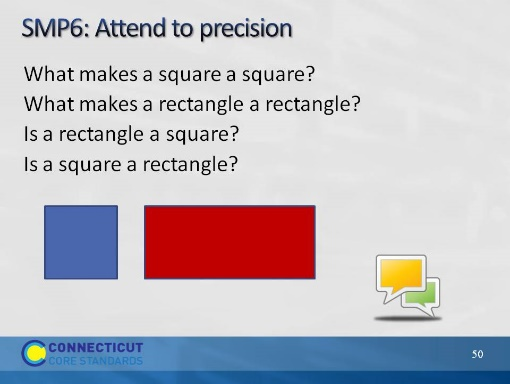 SMP6: Attend to precision
What makes a square a square?
What makes a rectangle a rectangle?
Is a rectangle a square?
Is a square a rectangle?
CONNECTICUT
CORE STANDARDS
50